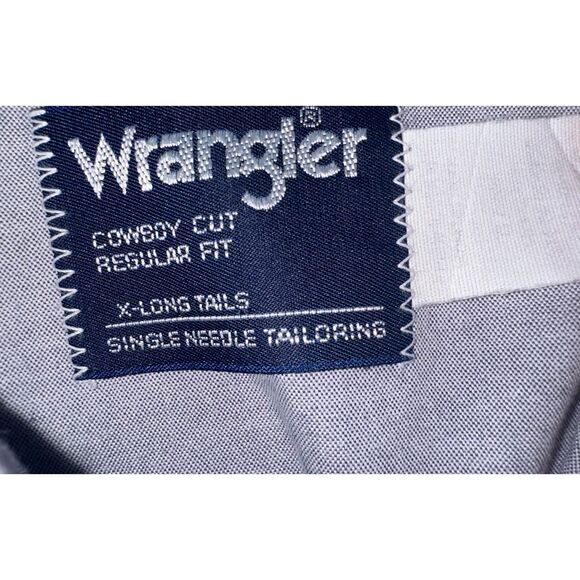 Wrangler®
COWBOY CUT
REGULAR FIT
X-LONG TAILS
SINGLE NEEDLE TAILORING